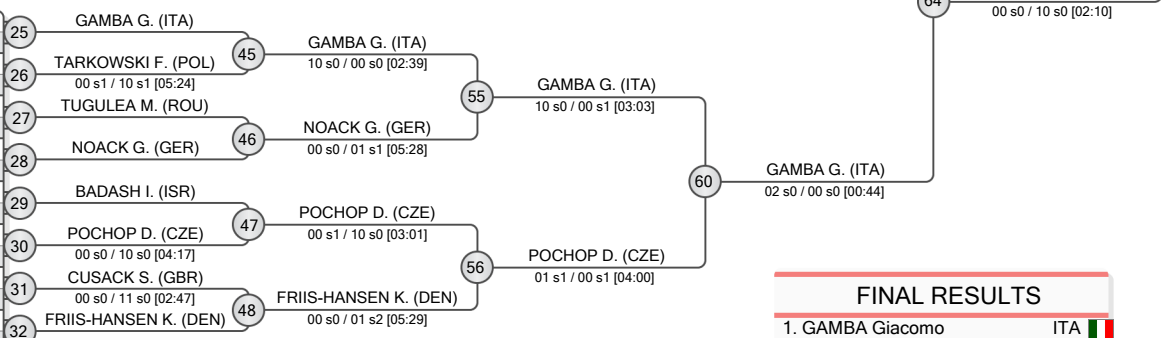 64
00 s0 / 10 s0 [02:10]
25
GAMBA G. (ITA)
45
GAMBA G. (ITA)
10 s0 / 00 s0 [02:39]
26
TARKOWSKI F. (POL)
00 s1 / 10 s1 [05:24]
55
GAMBA G. (ITA)
10 s0 / 00 s1 [03:03]
27
TUGULEA M. (ROU)
46
NOACK G. (GER)
00 s0 / 01 s1 [05:28]
28
NOACK G. (GER)
60
GAMBA G. (ITA)
02 s0 / 00 s0 [00:44]
29
BADASH I. (ISR)
47
POCHOP D. (CZE)
00 s1 / 10 s0 [03:01]
30
POCHOP D. (CZE)
00 s0 / 10 s0 [04:17]
56
POCHOP D. (CZE)
01 s1 / 00 s1 [04:00]
31
CUSACK S. (GBR)
00 s0 / 11 s0 [02:47]
48
FRIIS-HANSEN K. (DEN)
00 s0 / 01 s2 [05:29]
32
FRIIS-HANSEN K. (DEN)
FINAL RESULTS
1. GAMBA Giacomo ITA